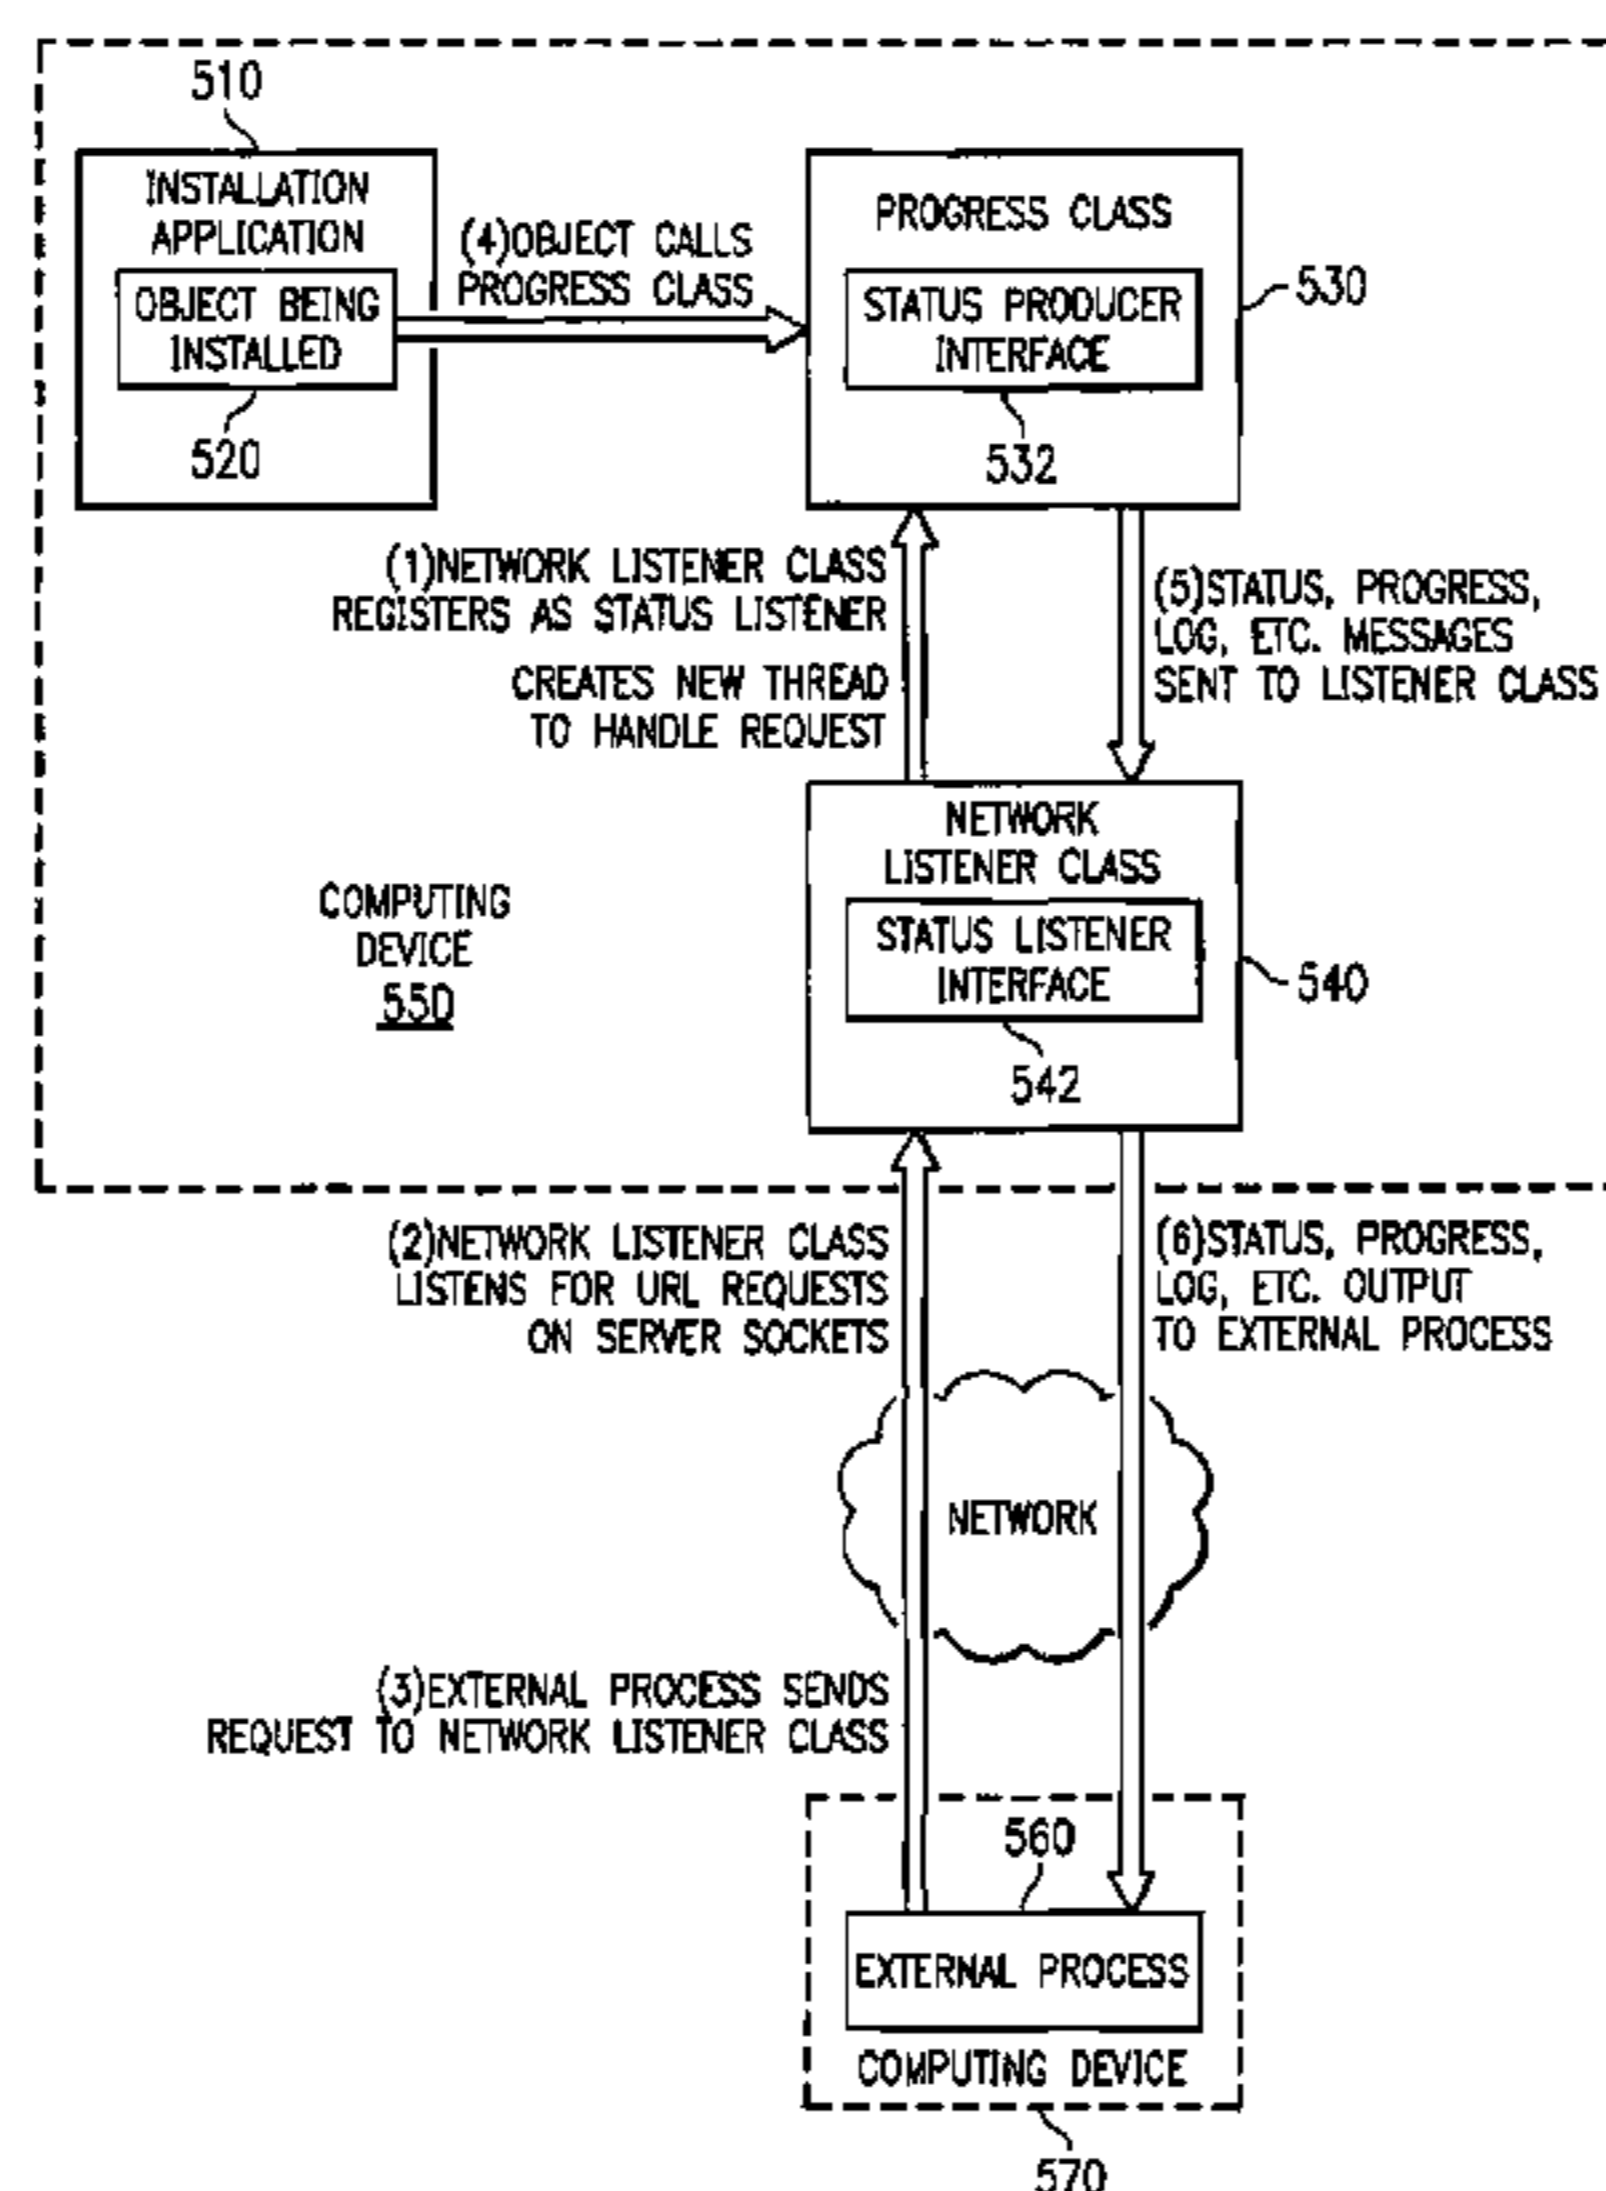 510
INSTALLATION
APPLICATION
OBJECT BEING
INSTALLED
520
(4)OBJECT CALLS
PROGRESS CLASS
PROGRESS CLASS
STATUS PRODUCER
INTERFACE
532
530
(1)NETWORK LISTENER CLASS
REGISTERS AS STATUS LISTENER
CREATES NEW THREAD
TO HANDLE REQUEST
(5)STATUS, PROGRESS,
LOG, ETC. MESSAGES
SENT TO LISTENER CLASS
NETWORK
LISTENER CLASS
STATUS LISTENER
INTERFACE
542
540
COMPUTING
DEVICE
550
(2)NETWORK LISTENER CLASS
LISTENS FOR URL REQUESTS
ON SERVER SOCKETS
(6)STATUS, PROGRESS,
LOG, ETC. OUTPUT
TO EXTERNAL PROCESS
NETWORK
(3)EXTERNAL PROCESS SENDS
REQUEST TO NETWORK LISTENER CLASS
560
EXTERNAL PROCESS
COMPUTING DEVICE
570